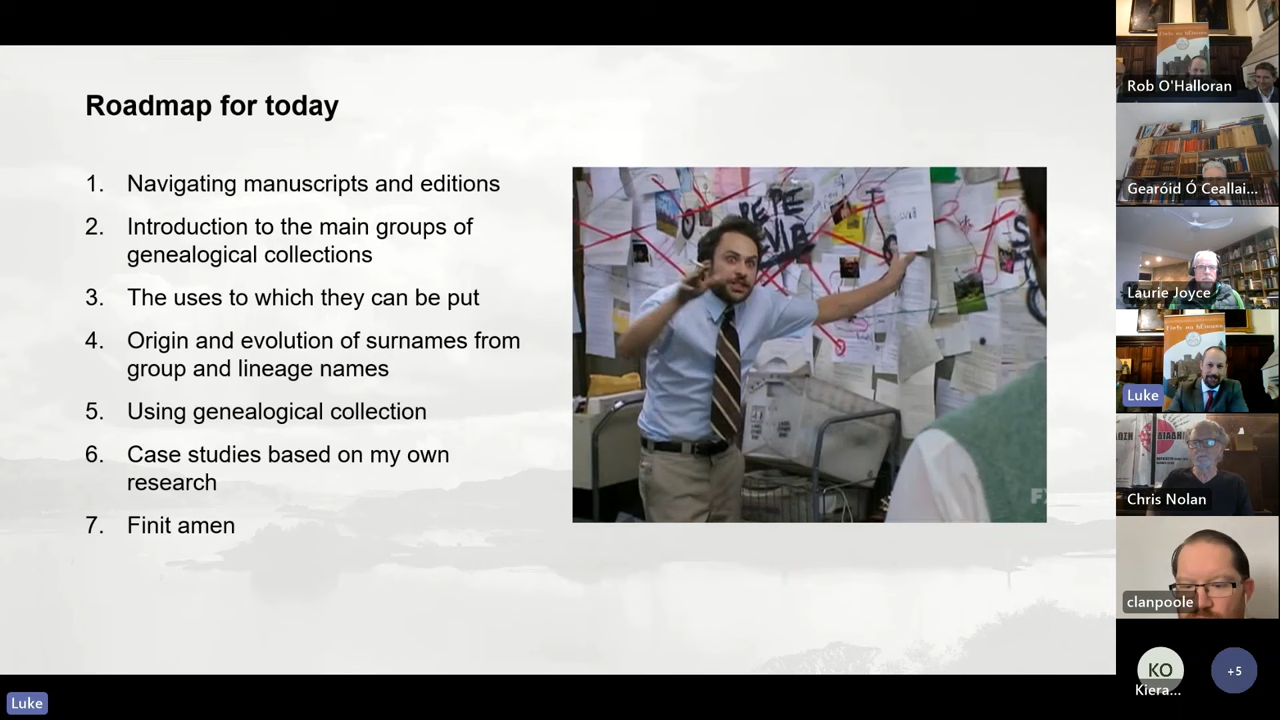 Roadmap for today
1. Navigating manuscripts and editions
2. Introduction to the main groups of
genealogical collections
3. The uses to which they can be put
4. Origin and evolution of surnames from
group and lineage names
5. Using genealogical collection
6. Case studies based on my own
research
7. Finit amen
PEPE
SILVIA
Rob O'Halloran
Gearóid Ó Ceallai...
Laurie Joyce
Luke
Chris Nolan
clanpoole
KO
Kiera...
+5
Luke